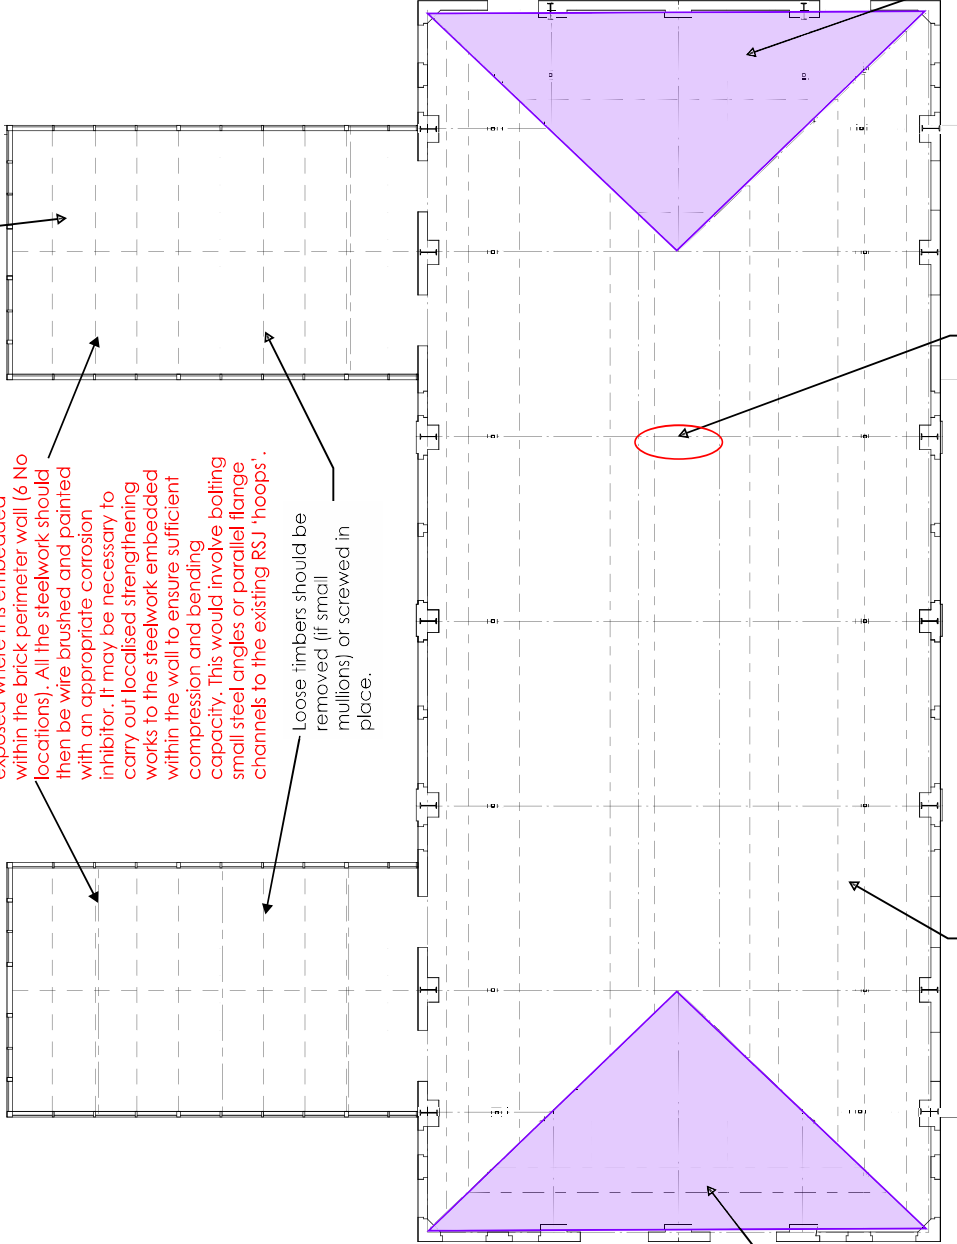 exposed where it is embedded
within the brick perimeter wall (6 No
locations). All the steelwork should
then be wire brushed and painted
with an appropriate corrosion
inhibitor. It may be necessary to
carry out localised strengthening
works to the steelwork embedded
within the wall to ensure sufficient
compression and bending
capacity. This would involve bolting
small steel angles or parallel flange
channels to the existing RSJ 'hoops'.
Loose timbers should be
removed (if small
mullions) or screwed in
place.